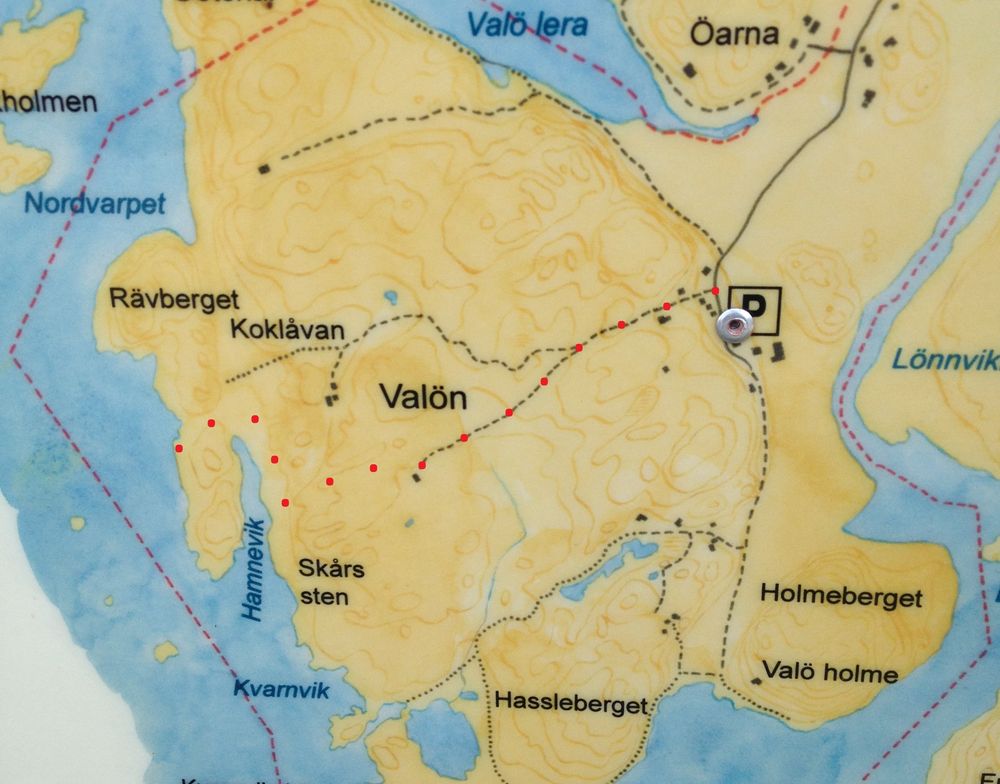 Valö lera
Öarna
holmen
Nordvarpet
Rävberget
Koklåvan
P
Lönnvik
Valön
Hamnevik
Skårs
sten
Holmeberget
Valö holme
Kvarnvik
Hassleberget